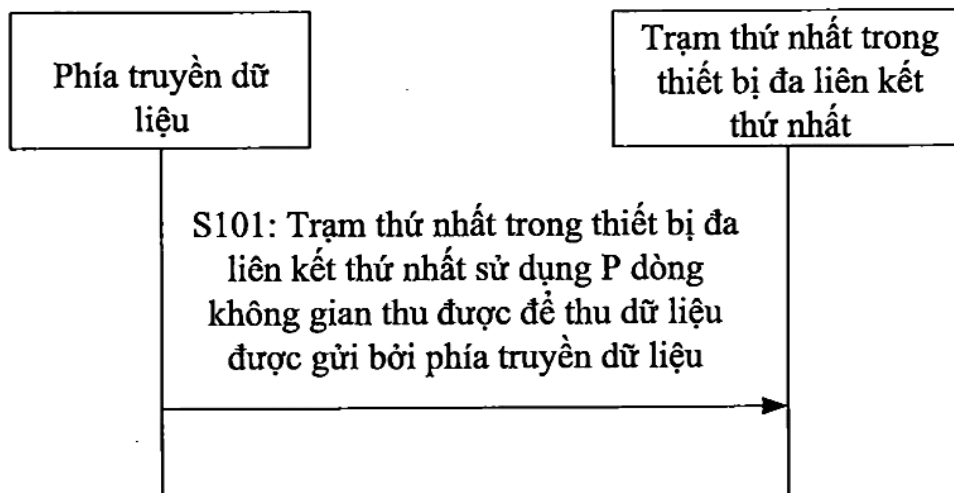 Phía truyền dữ
liệu
Trạm thứ nhất trong
thiết bị đa liên kết
thứ nhất
S101: Trạm thứ nhất trong thiết bị đa
liên kết thứ nhất sử dụng P dòng
không gian thu được để thu dữ liệu
được gửi bởi phía truyền dữ liệu